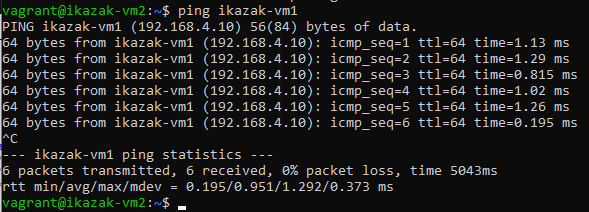 vagrant@ikazak-vm2:~$ ping ikazak-vm1
PING ikazak-vm1 (192.168.4.10) 56(84) bytes of data.
64 bytes from ikazak-vm1 (192.168.4.10): icmp_seq=1 ttl=64 time=1.13 ms
64 bytes from ikazak-vm1 (192.168.4.10): icmp_seq=2 ttl=64 time=1.29 ms
64 bytes from ikazak-vm1 (192.168.4.10): icmp_seq=3 ttl=64 time=0.815 ms
64 bytes from ikazak-vm1 (192.168.4.10): icmp_seq=4 ttl=64 time=1.02 ms
64 bytes from ikazak-vm1 (192.168.4.10): icmp_seq=5 ttl=64 time=1.26 ms
64 bytes from ikazak-vm1 (192.168.4.10): icmp_seq=6 ttl=64 time=0.195 ms
^C
--- ikazak-vm1 ping statistics ---
6 packets transmitted, 6 received, 0% packet loss, time 5043ms
rtt min/avg/max/mdev = 0.195/0.951/1.292/0.373 ms
vagrant@ikazak-vm2:~$